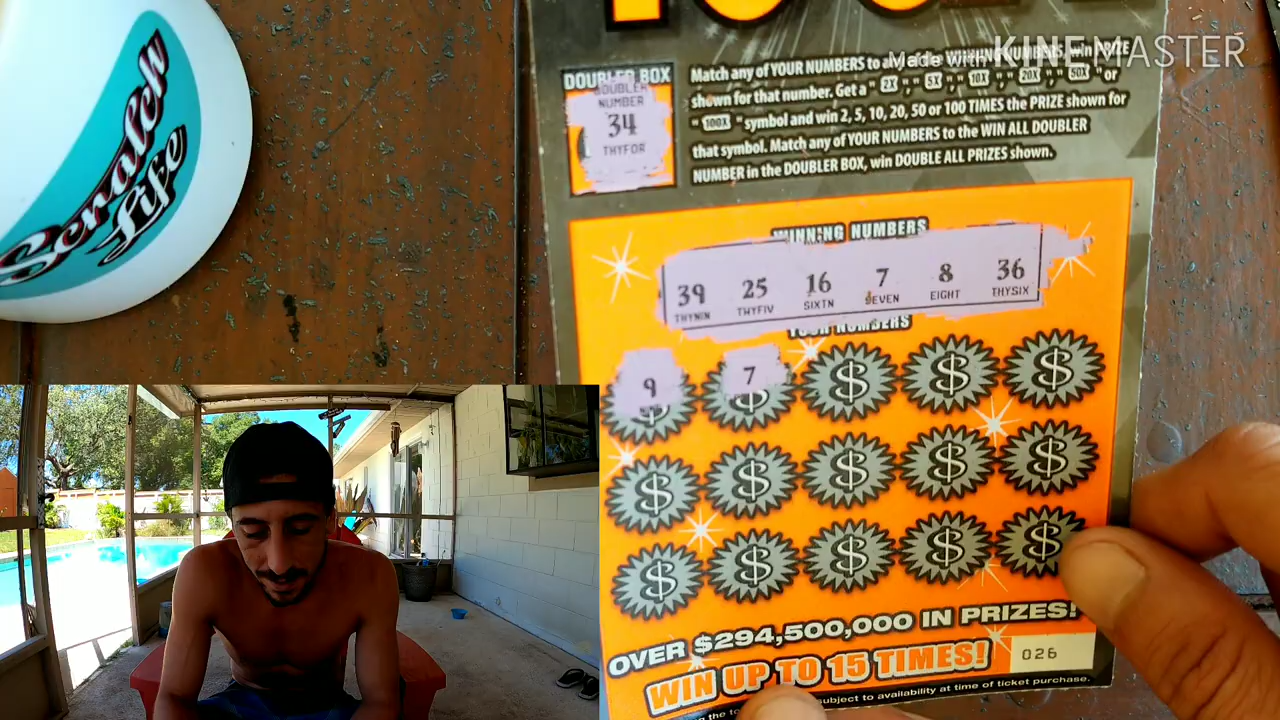 Made with KINEMASTER
Scratch
Life
DOUBLER BOX
DOUBLER
NUMBER
34
THYFOR
Match any of YOUR NUMBERS to any WINNING NUMBERS, win PRIZE
shown for that number. Get a "2X", "5X", "10X", "20X", "50X" or
"100X" symbol and win 2, 5, 10, 20, 50 or 100 TIMES the PRIZE shown for
that symbol. Match any of YOUR NUMBERS to the WIN ALL DOUBLER
NUMBER in the DOUBLER BOX, win DOUBLE ALL PRIZES shown.
WINNING NUMBERS
39 25 16 7 8 36
THYNIN THYFIV SIXTN SEVEN EIGHT THYSIX
YOUR NUMBERS
9 7 $ $ $
$ $ $ $ $
$ $ $ $ $
OVER $294,500,000 IN PRIZES!
WIN UP TO 15 TIMES! 026
subject to availability at time of ticket purchase.